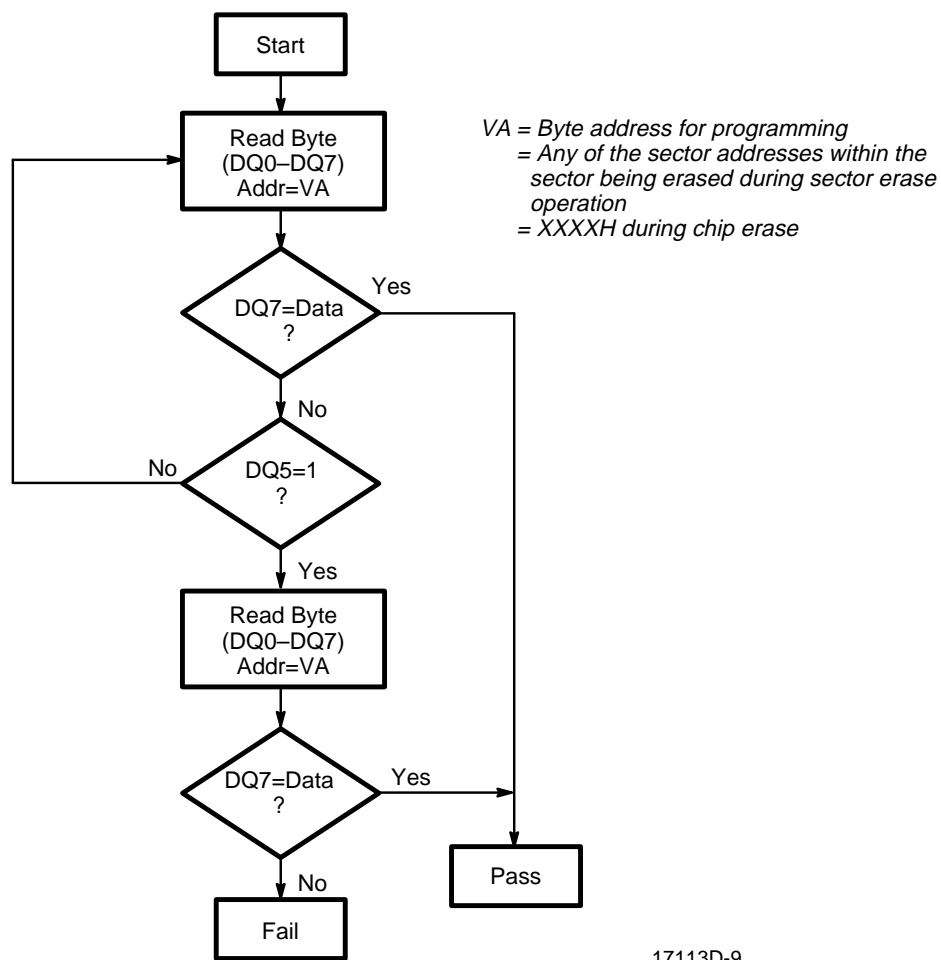 Start
Read Byte
(DQ0–DQ7)
Addr=VA
VA = Byte address for programming
= Any of the sector addresses within the
sector being erased during sector erase
operation
= XXXXH during chip erase
DQ7=Data
?
Yes
No
DQ5=1
?
No
Yes
Read Byte
(DQ0–DQ7)
Addr=VA
DQ7=Data
?
Yes
No
Pass
Fail
17113D-9